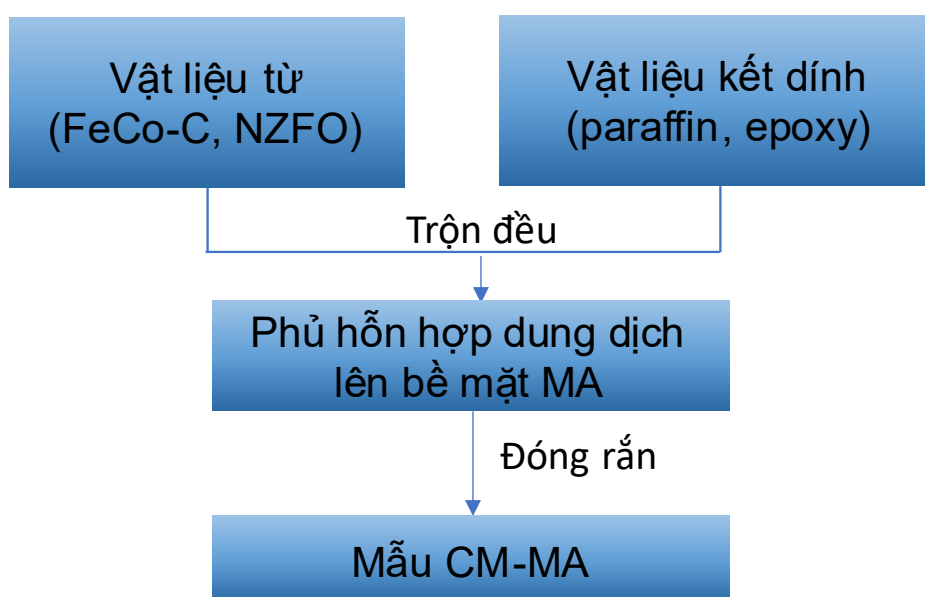 Vật liệu từ
(FeCo-C, NZFO)
Vật liệu kết dính
(paraffin, epoxy)
Trộn đều
Phủ hỗn hợp dung dịch
lên bề mặt MA
Đóng rắn
Mẫu CM-MA